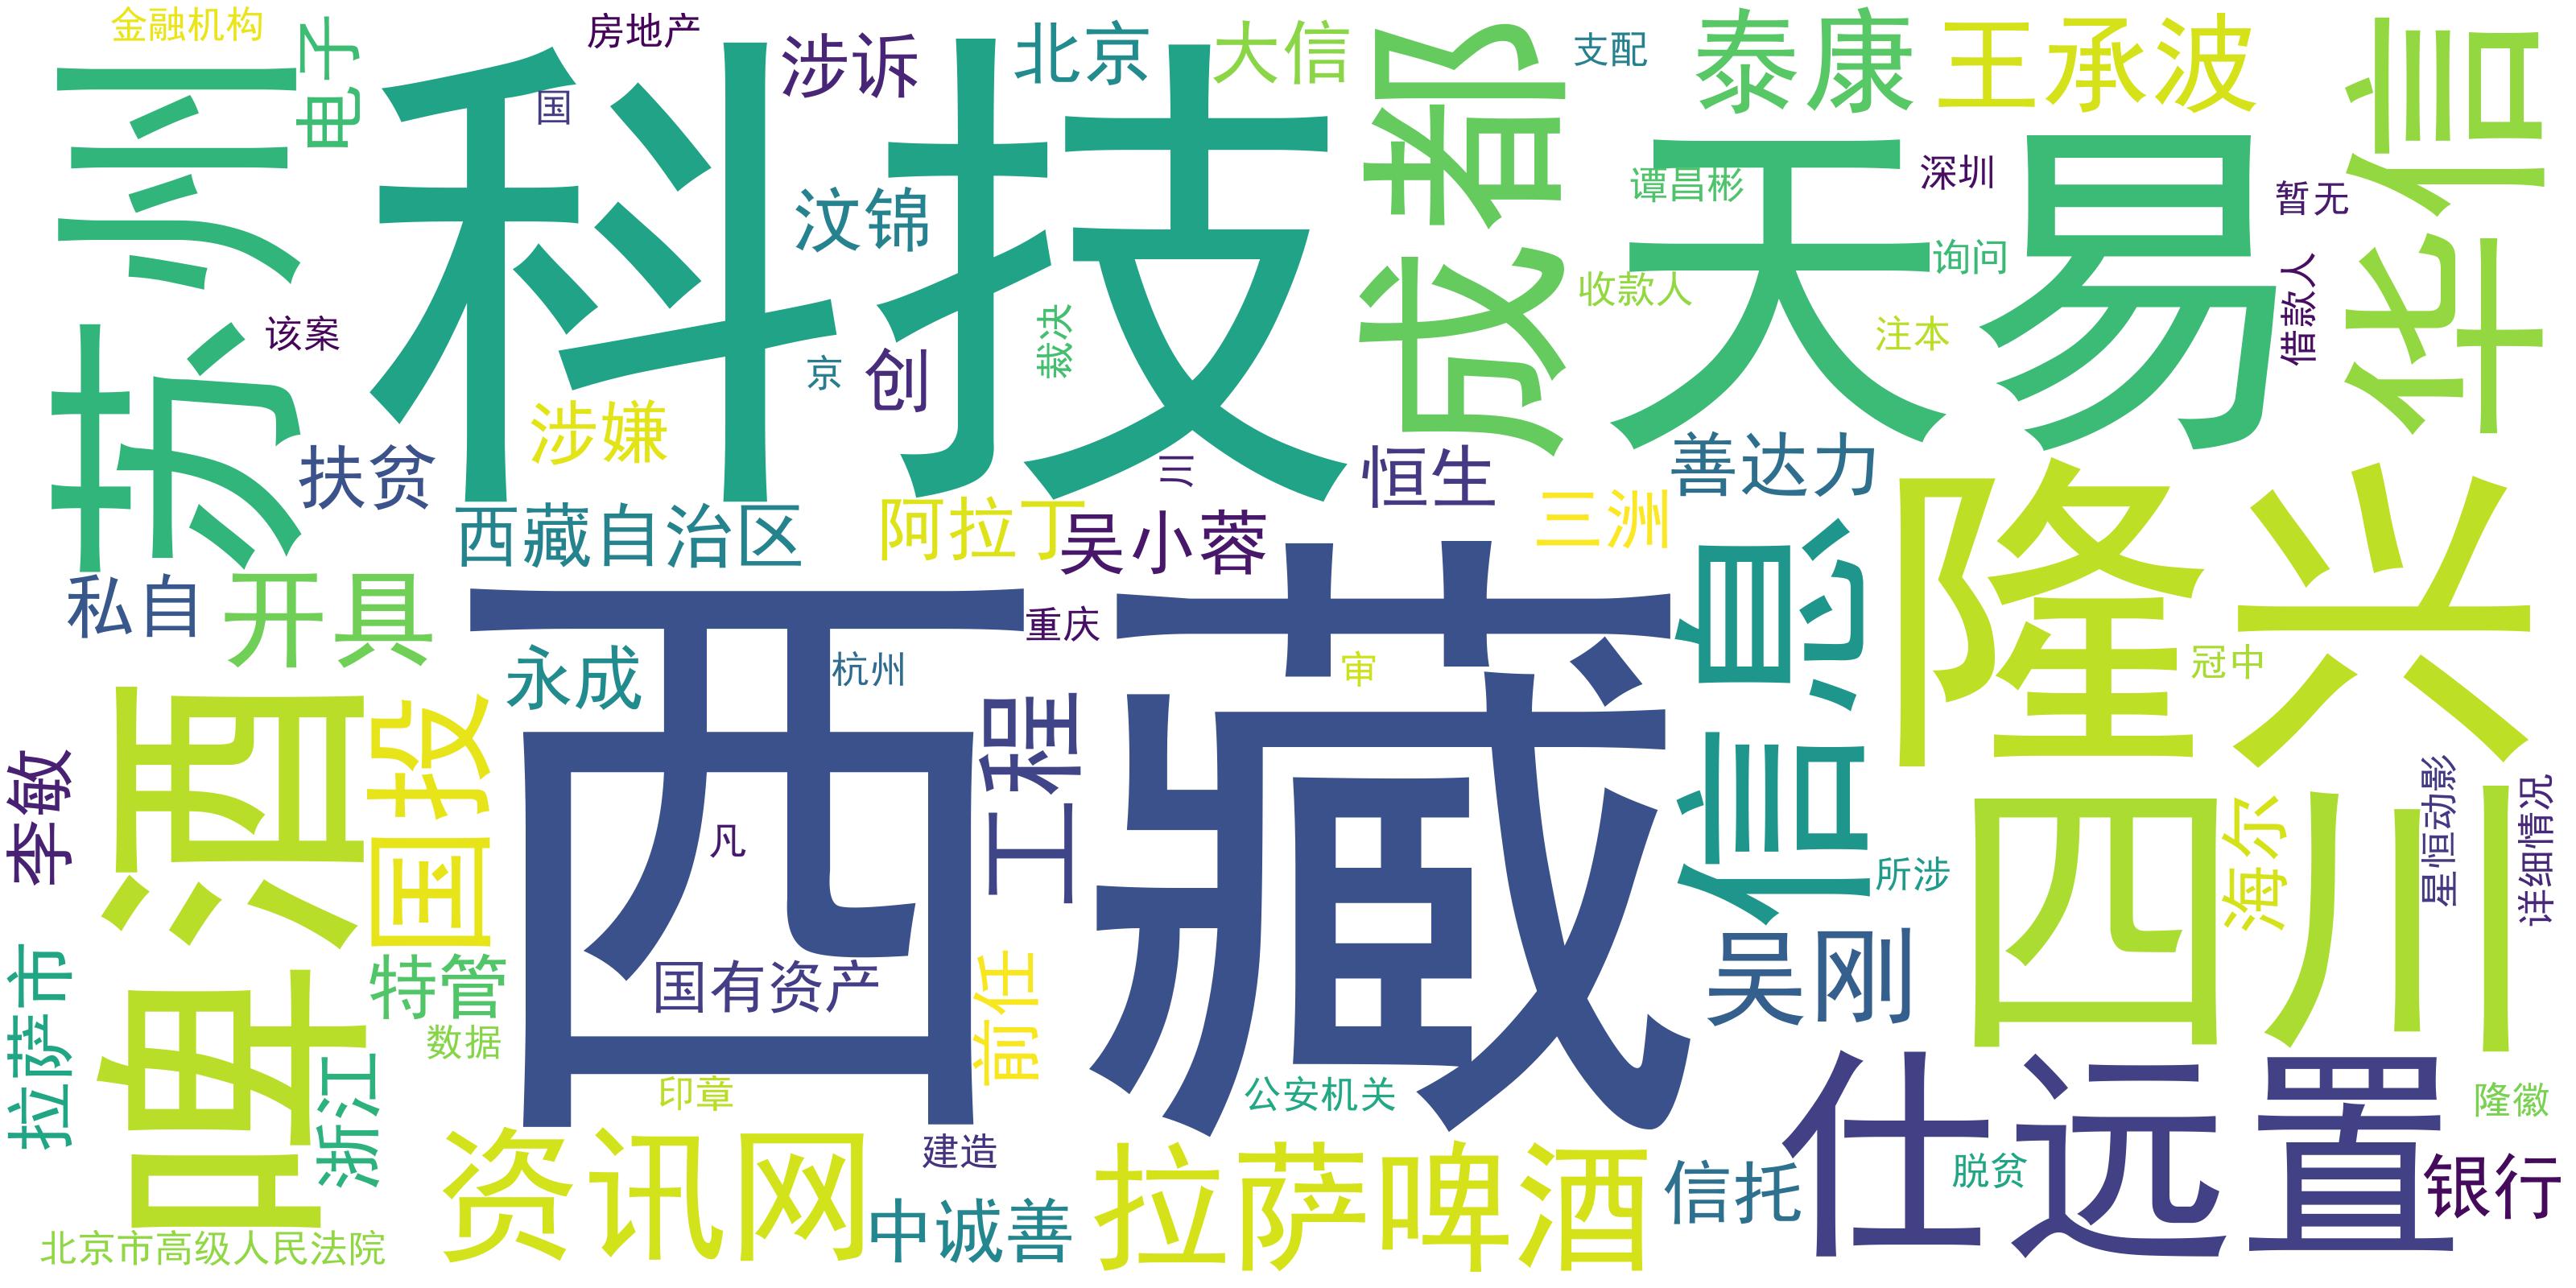 金融机构
电子
房地产
涉诉
北京
大信
支配
泰康
王承波
华信
苏州
国
科技
成都
天易
汶锦
谭昌彬
深圳
暂无
询问
收款人
借款人
该案
京
创
裁决
注本
涉嫌
扶贫
川
恒生
善达力
隆兴
西藏自治区
阿拉丁
吴小蓉
三洲
信息
私自
开具
西藏
重庆
永成
杭州
审
冠中
啤酒
国投
工程
李敏
凡
四川
海尔
星恒动影
详细情况
所涉
吴刚
拉萨市
特管
国有资产
前任
数据
浙江
印章
公安机关
仕远置
隆徽
资讯网
建造
拉萨啤酒
信托
脱贫
银行
中诚善
北京市高级人民法院